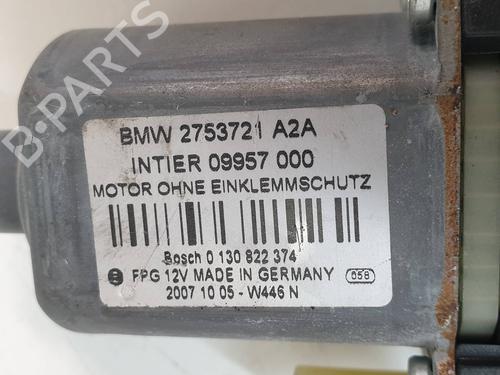 BMW 2753721 A2A
INTIER 09957 000
MOTOR OHNE EINKLEMMSCHUTZ
Bosch 0 130 822 374
FPG 12V MADE IN GERMANY
058
2007 10 05 - W446 N
B-PARTS